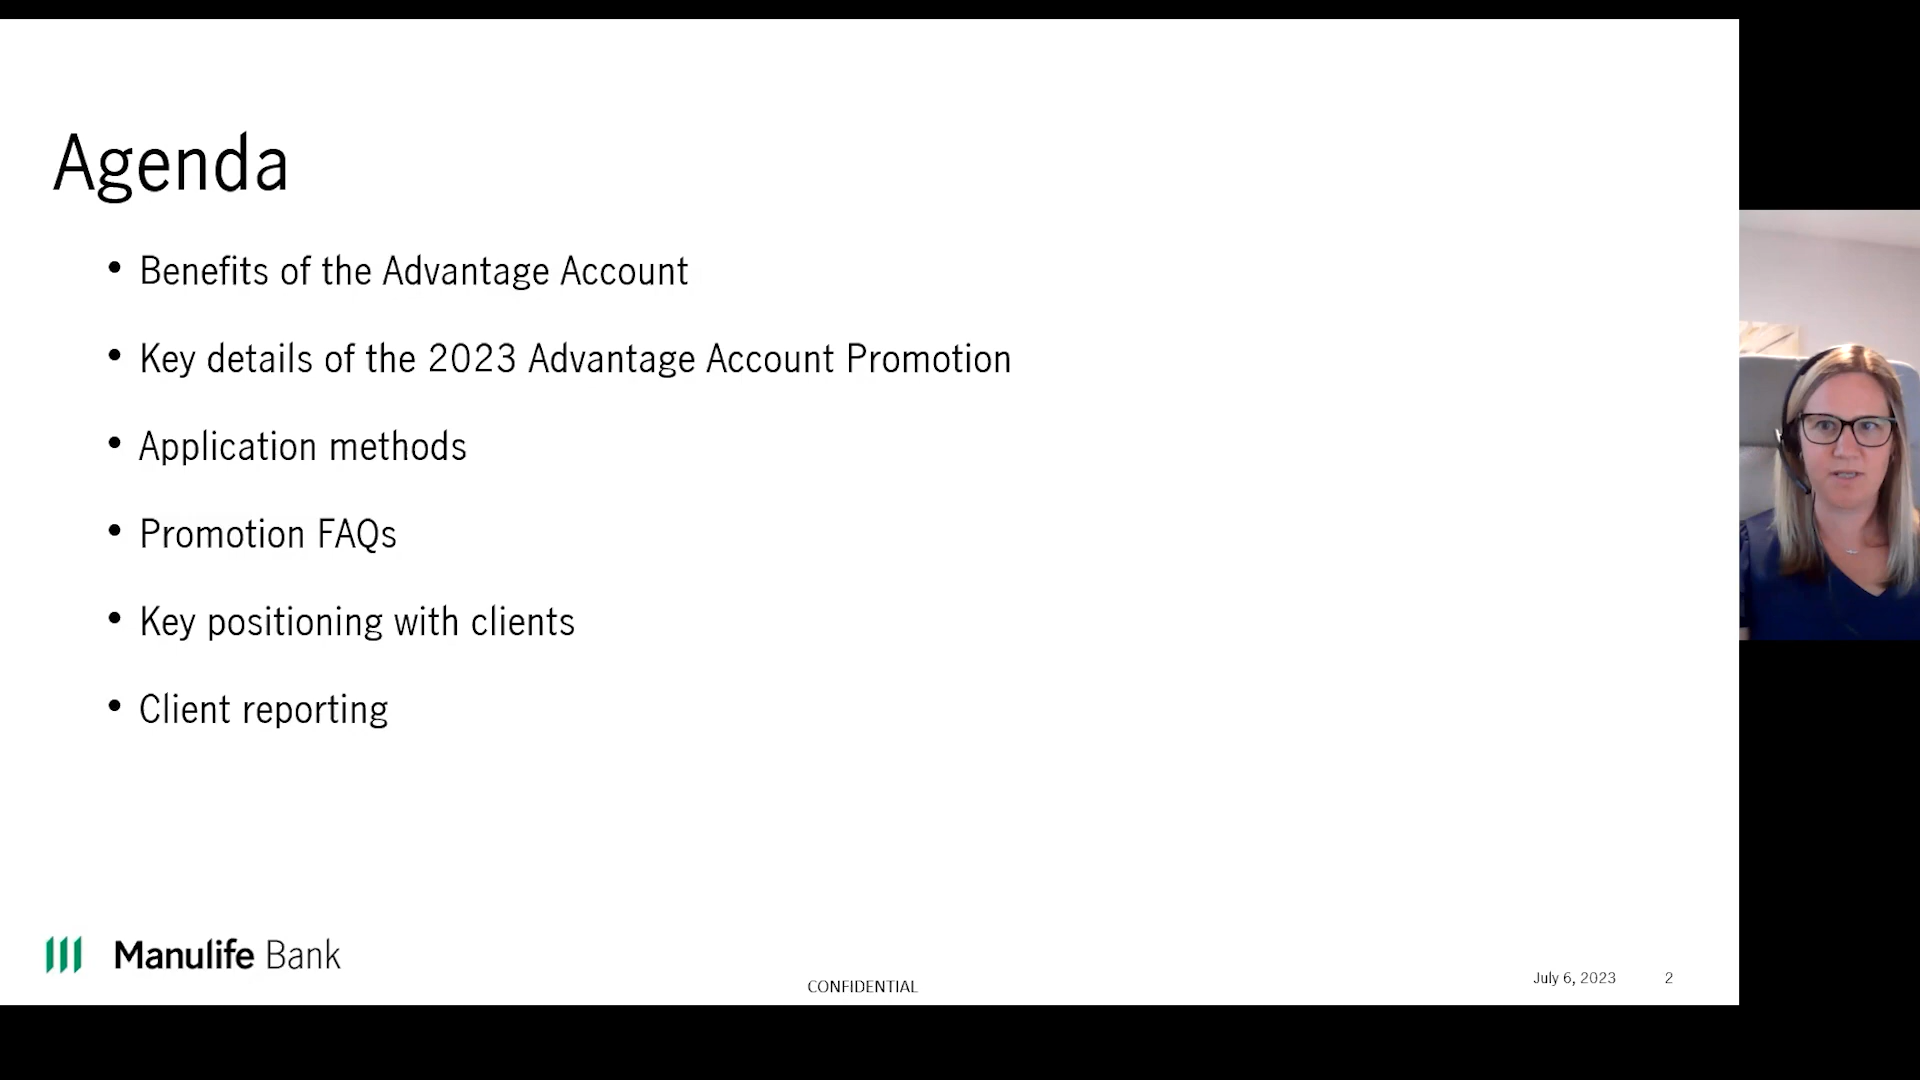 Agenda
• Benefits of the Advantage Account
• Key details of the 2023 Advantage Account Promotion
• Application methods
• Promotion FAQs
• Key positioning with clients
• Client reporting
Manulife Bank
CONFIDENTIAL
July 6, 2023
2